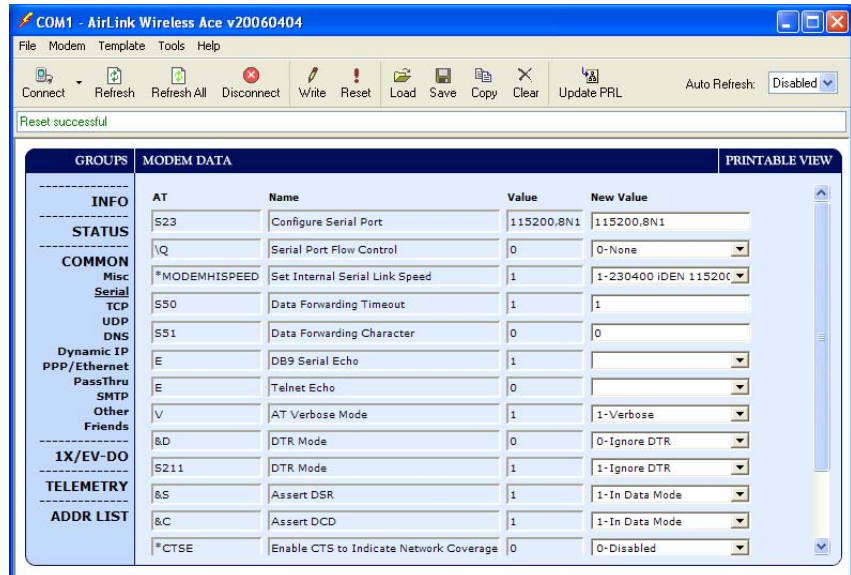 COM1 - AirLink Wireless Ace v20060404
File Modem Template Tools Help
Connect Refresh Refresh All Disconnect Write Reset Load Save Copy Clear Update PRL Auto Refresh: Disabled
Reset successful
GROUPS MODEM DATA PRINTABLE VIEW
INFO
STATUS
COMMON
Misc
Serial
TCP
UDP
DNS
Dynamic IP
PPP/Ethernet
PassThru
SMTP
Other
Friends
1X/EV-DO
TELEMETRY
ADDR LIST
AT Name Value New Value
S23 Configure Serial Port 115200,8N1 115200,8N1
\Q Serial Port Flow Control 0 0-None
*MODEMHISPEED Set Internal Serial Link Speed 1 1-230400 iDEN 11520(
S50 Data Forwarding Timeout 1 1
S51 Data Forwarding Character 0 0
E DB9 Serial Echo 1
E Telnet Echo 0
V AT Verbose Mode 1 1-Verbose
&D DTR Mode 0 0-Ignore DTR
S211 DTR Mode 1 1-Ignore DTR
&S Assert DSR 1 1-In Data Mode
&C Assert DCD 1 1-In Data Mode
*CTSE Enable CTS to Indicate Network Coverage 0 0-Disabled